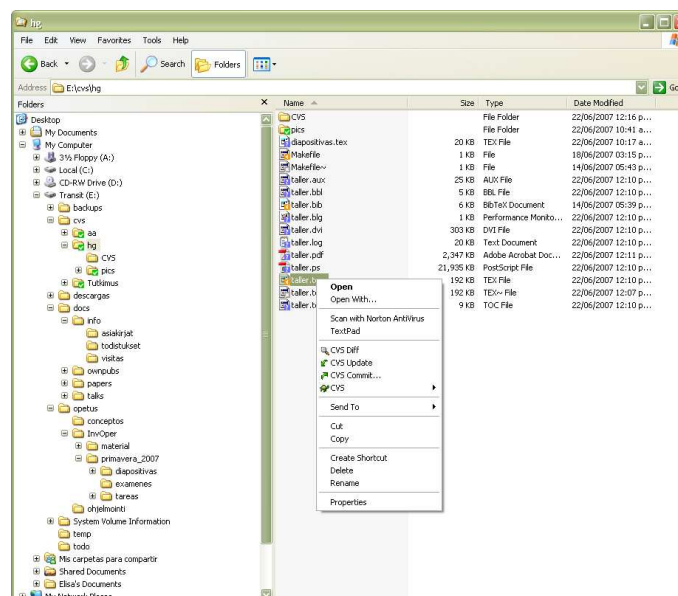 hg
File Edit View Favorites Tools Help
Back Search Folders
Address E:\cvs\hg Go
Folders
Name Size Type Date Modified
Desktop
My Documents
My Computer
3½ Floppy (A:)
Local (C:)
CD-RW Drive (D:)
Transit (E:)
backups
cvs
aa
hg
CVS
pics
Tutkimus
descargas
docs
info
asiakirjat
todistukset
visitas
ownpubs
papers
talks
opetus
conceptos
InvOper
material
primavera_2007
diapositivas
examenes
tareas
ohjelmointi
System Volume Information
temp
todo
Mis carpetas para compartir
Shared Documents
Elisa's Documents
My Network Places
CVS File Folder 22/06/2007 12:16 p...
pics File Folder 22/06/2007 10:41 a...
diapositivas.tex 20 KB TEX File 22/06/2007 10:17 a...
Makefile 1 KB File 18/06/2007 03:15 p...
Makefile~ 1 KB File 14/06/2007 05:43 p...
taller.aux 25 KB AUX File 22/06/2007 12:10 p...
taller.bbl 5 KB BBL File 22/06/2007 12:10 p...
taller.bib 6 KB BibTeX Document 14/06/2007 05:39 p...
taller.blg 1 KB Performance Monito... 22/06/2007 12:10 p...
taller.dvi 303 KB DVI File 22/06/2007 12:10 p...
taller.log 20 KB Text Document 22/06/2007 12:10 p...
taller.pdf 2,347 KB Adobe Acrobat Doc... 22/06/2007 12:11 p...
taller.ps 21,935 KB PostScript File 22/06/2007 12:10 p...
taller.t 192 KB TEX File 22/06/2007 12:10 p...
taller.t 192 KB TEX~ File 22/06/2007 12:07 p...
taller.t 9 KB TOC File 22/06/2007 12:10 p...
Open
Open With...
Scan with Norton AntiVirus
TextPad
CVS Diff
CVS Update
CVS Commit...
CVS
Send To
Cut
Copy
Create Shortcut
Delete
Rename
Properties